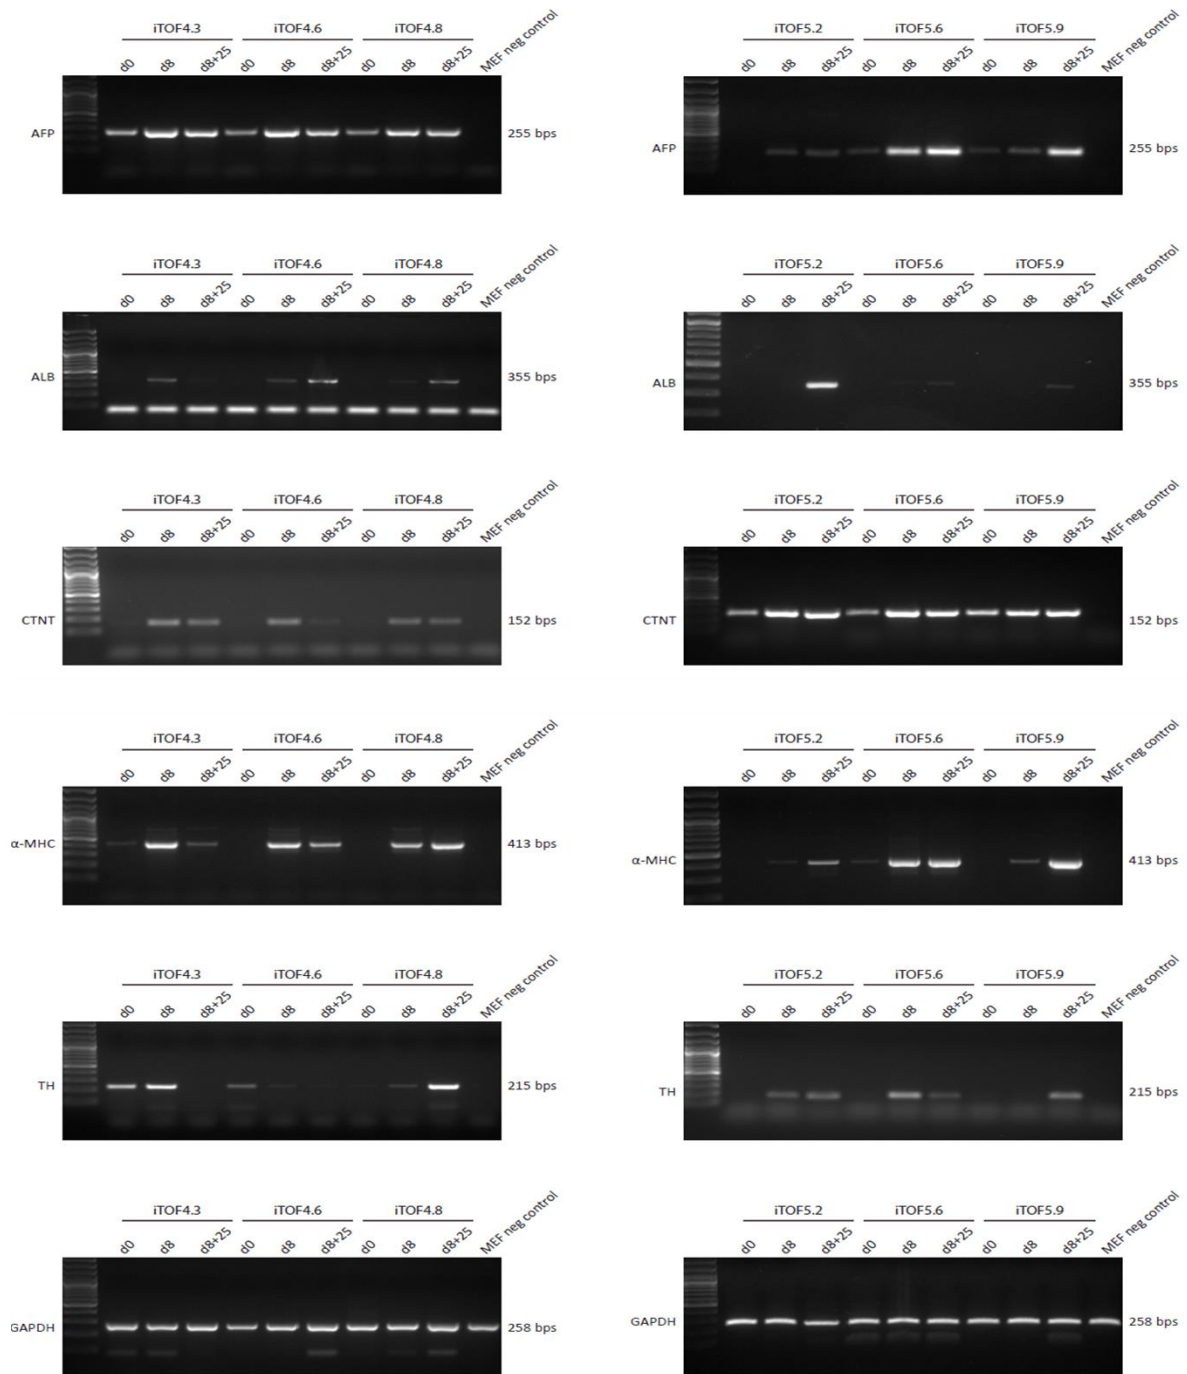 iTOF4.3 iTOF4.6 iTOF4.8
d0 d8 d8+25 d0 d8 d8+25 d0 d8 d8+25 MEF neg control
AFP 255 bps
iTOF5.2 iTOF5.6 iTOF5.9
d0 d8 d8+25 d0 d8 d8+25 d0 d8 d8+25 MEF neg control
AFP 255 bps
iTOF4.3 iTOF4.6 iTOF4.8
d0 d8 d8+25 d0 d8 d8+25 d0 d8 d8+25 MEF neg control
ALB 355 bps
iTOF5.2 iTOF5.6 iTOF5.9
d0 d8 d8+25 d0 d8 d8+25 d0 d8 d8+25 MEF neg control
ALB 355 bps
iTOF4.3 iTOF4.6 iTOF4.8
d0 d8 d8+25 d0 d8 d8+25 d0 d8 d8+25 MEF neg control
CTNT 152 bps
iTOF5.2 iTOF5.6 iTOF5.9
d0 d8 d8+25 d0 d8 d8+25 d0 d8 d8+25 MEF neg control
CTNT 152 bps
iTOF4.3 iTOF4.6 iTOF4.8
d0 d8 d8+25 d0 d8 d8+25 d0 d8 d8+25 MEF neg control
α-MHC 413 bps
iTOF5.2 iTOF5.6 iTOF5.9
d0 d8 d8+25 d0 d8 d8+25 d0 d8 d8+25 MEF neg control
α-MHC 413 bps
iTOF4.3 iTOF4.6 iTOF4.8
d0 d8 d8+25 d0 d8 d8+25 d0 d8 d8+25 MEF neg control
TH 215 bps
iTOF5.2 iTOF5.6 iTOF5.9
d0 d8 d8+25 d0 d8 d8+25 d0 d8 d8+25 MEF neg control
TH 215 bps
iTOF4.3 iTOF4.6 iTOF4.8
d0 d8 d8+25 d0 d8 d8+25 d0 d8 d8+25 MEF neg control
GAPDH 258 bps
iTOF5.2 iTOF5.6 iTOF5.9
d0 d8 d8+25 d0 d8 d8+25 d0 d8 d8+25 MEF neg control
GAPDH 258 bps